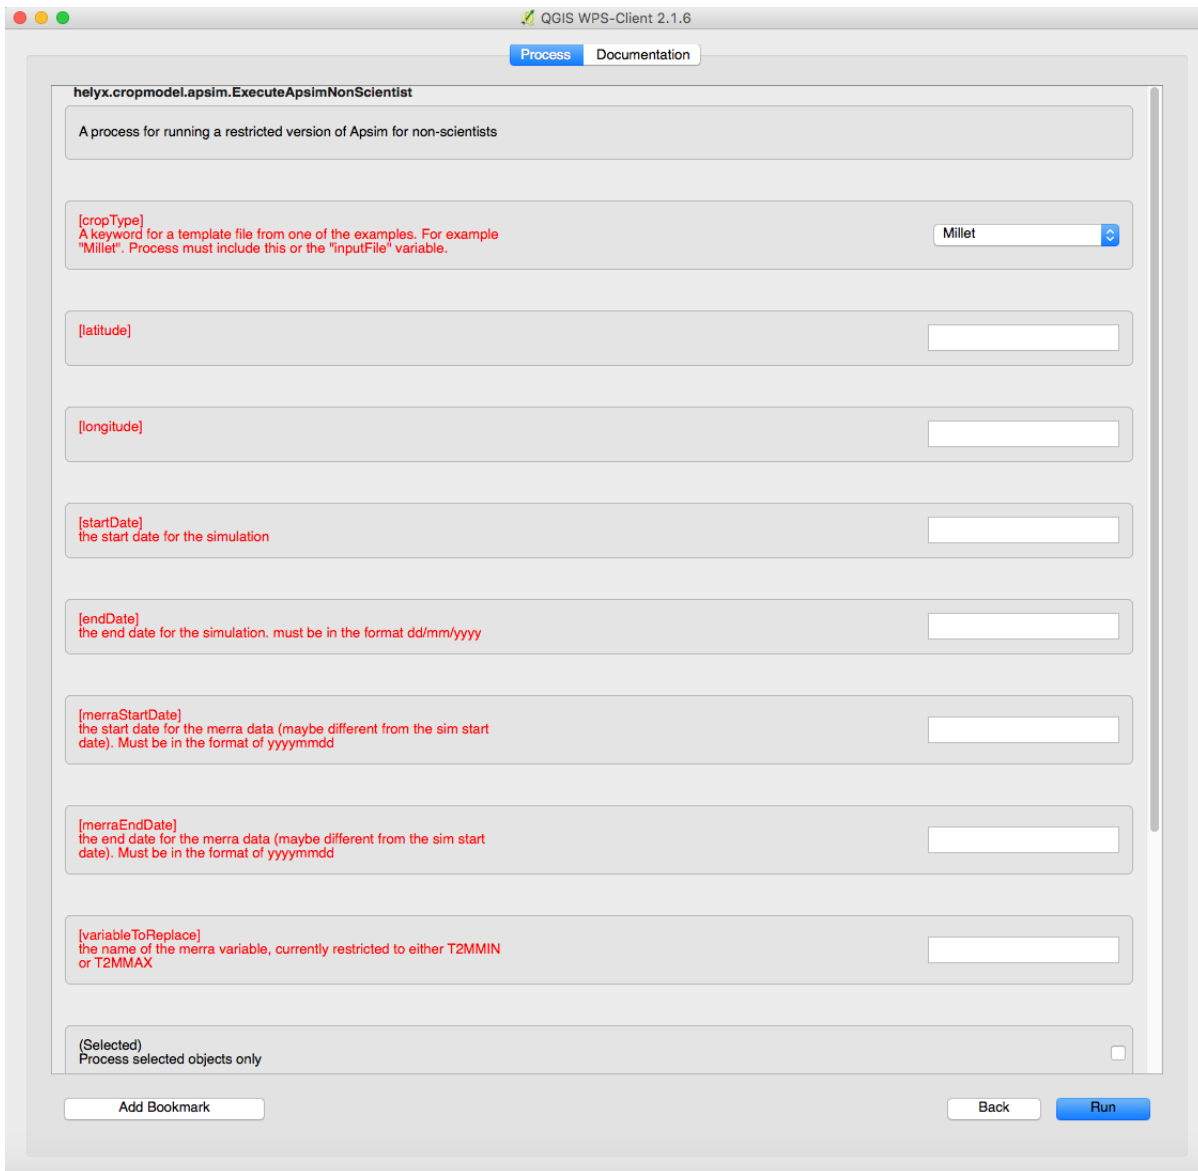 QGIS WPS-Client 2.1.6
Process Documentation
helyx.cropmodel.apsim.ExecuteApsimNonScientist
A process for running a restricted version of Apsim for non-scientists
[cropType]
A keyword for a template file from one of the examples. For example
"Millet". Process must include this or the "inputFile" variable.
Millet
[latitude]
[longitude]
[startDate]
the start date for the simulation
[endDate]
the end date for the simulation. must be in the format dd/mm/yyyy
[merraStartDate]
the start date for the merra data (maybe different from the sim start
date). Must be in the format of yyyymmdd
[merraEndDate]
the end date for the merra data (maybe different from the sim start
date). Must be in the format of yyyymmdd
[variableToReplace]
the name of the merra variable, currently restricted to either T2MMIN
or T2MMAX
(Selected)
Process selected objects only
Add Bookmark Back Run